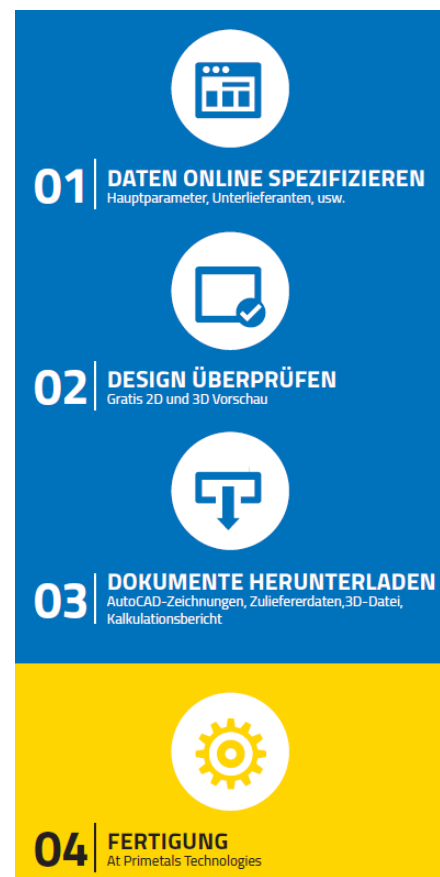 01
DATEN ONLINE SPEZIFIZIEREN
Hauptparameter, Unterlieferanten, usw.
02
DESIGN ÜBERPRÜFEN
Gratis 2D und 3D Vorschau
03
DOKUMENTE HERUNTERLADEN
AutoCAD-Zeichnungen, Zuliefererdaten,3D-Datei,
Kalkulationsbericht
04
FERTIGUNG
At Primetals Technologies